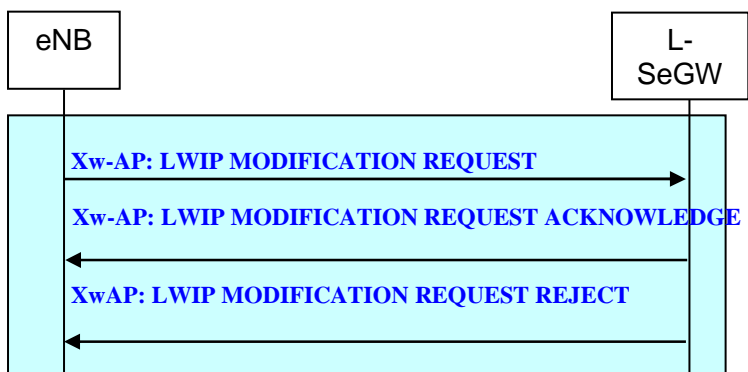 eNB
L-
SeGW
Xw-AP: LWIP MODIFICATION REQUEST
Xw-AP: LWIP MODIFICATION REQUEST ACKNOWLEDGE
XwAP: LWIP MODIFICATION REQUEST REJECT